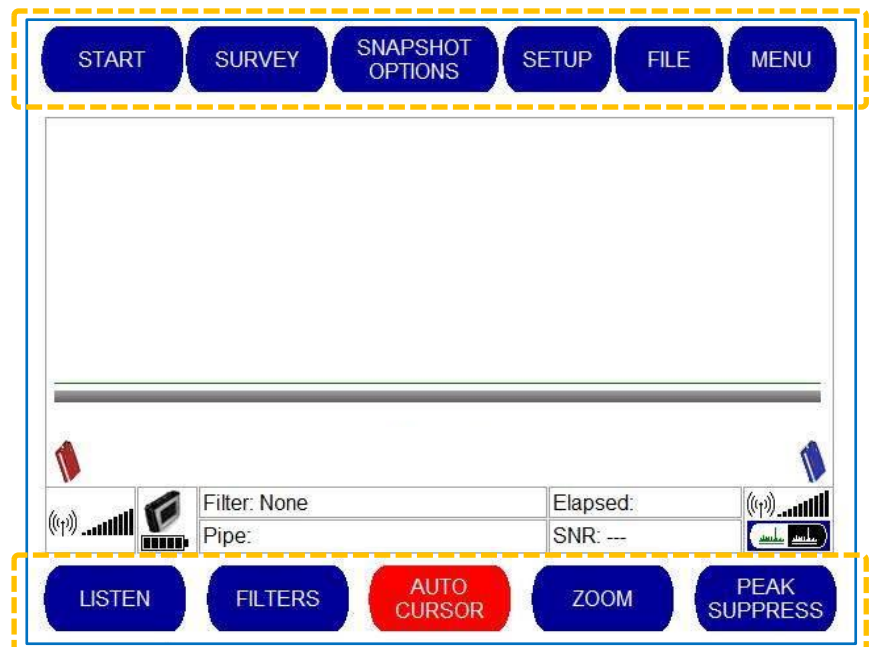 START
SURVEY
SNAPSHOT
OPTIONS
SETUP
FILE
MENU
Filter: None
Elapsed:
Pipe:
SNR: ---
LISTEN
FILTERS
AUTO
CURSOR
ZOOM
PEAK
SUPPRESS